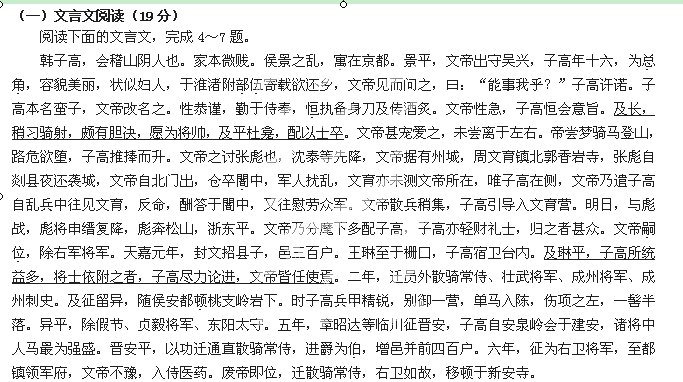 （一）文言文阅读（19分）
阅读下面的文言文，完成4～7题。
韩子高，会稽山阴人也。家本微贱。侯景之乱，寓在京都。景平，文帝出守吴兴，子高年十六，为总
角，容貌美丽，状似妇人，于淮渚附部伍寄载欲还乡，文帝见而问之，曰：“能事我乎？”子高许诺。子
高本名蛮子，文帝改名之。性恭谨，勤于侍奉，恒执备身刀及传酒炙。文帝性急，子高恒会意旨。及长，
稍习骑射，颇有胆决，愿为将帅，及平杜龛，配以士卒。文帝甚宠爱之，未尝离于左右。帝尝梦骑马登山，
路危欲堕，子高推捧而升。文帝之讨张彪也，沈泰等先降，文帝据有州城，周文育镇北郭香岩寺，张彪自
剡县夜还袭城，文帝自北门出，仓卒闇中，军人扰乱，文育亦未测文帝所在，唯子高在侧，文帝乃遣子高
自乱兵中往见文育，反命，酬答于闇中，又往慰劳众军。文帝散兵稍集，子高引导入文育营。明日，与彪
战，彪将申缙复降，彪奔松山，浙东平。文帝乃分麾下多配子高，子高亦轻财礼士，归之者甚众。文帝嗣
位，除右军将军。天嘉元年，封文招县子，邑三百户。王琳至于栅口，子高宿卫台内。及琳平，子高所统
益多，将士依附之者，子高尽力论进，文帝皆任使焉。二年，迁员外散骑常侍、壮武将军、成州将军、成
州刺史。及征留异，随侯安都顿桃支岭岩下。时子高兵甲精锐，别御一营，单马入陈，伤项之左，一髻半
落。异平，除假节、贞毅将军、东阳太守。五年，章昭达等临川征晋安，子高自安泉岭会于建安，诸将中
人马最为强盛。晋安平，以功迁通直散骑常侍，进爵为伯，增邑并前四百户。六年，征为右卫将军，至都
镇领军府，文帝不豫，入侍医药。废帝即位，迁散骑常侍，右卫如故，移顿于新安寺。